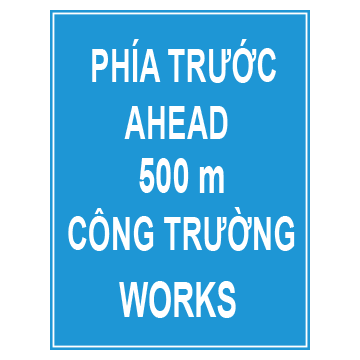 PHÍA TRƯỚC
AHEAD
500 m
CÔNG TRƯỜNG
WORKS